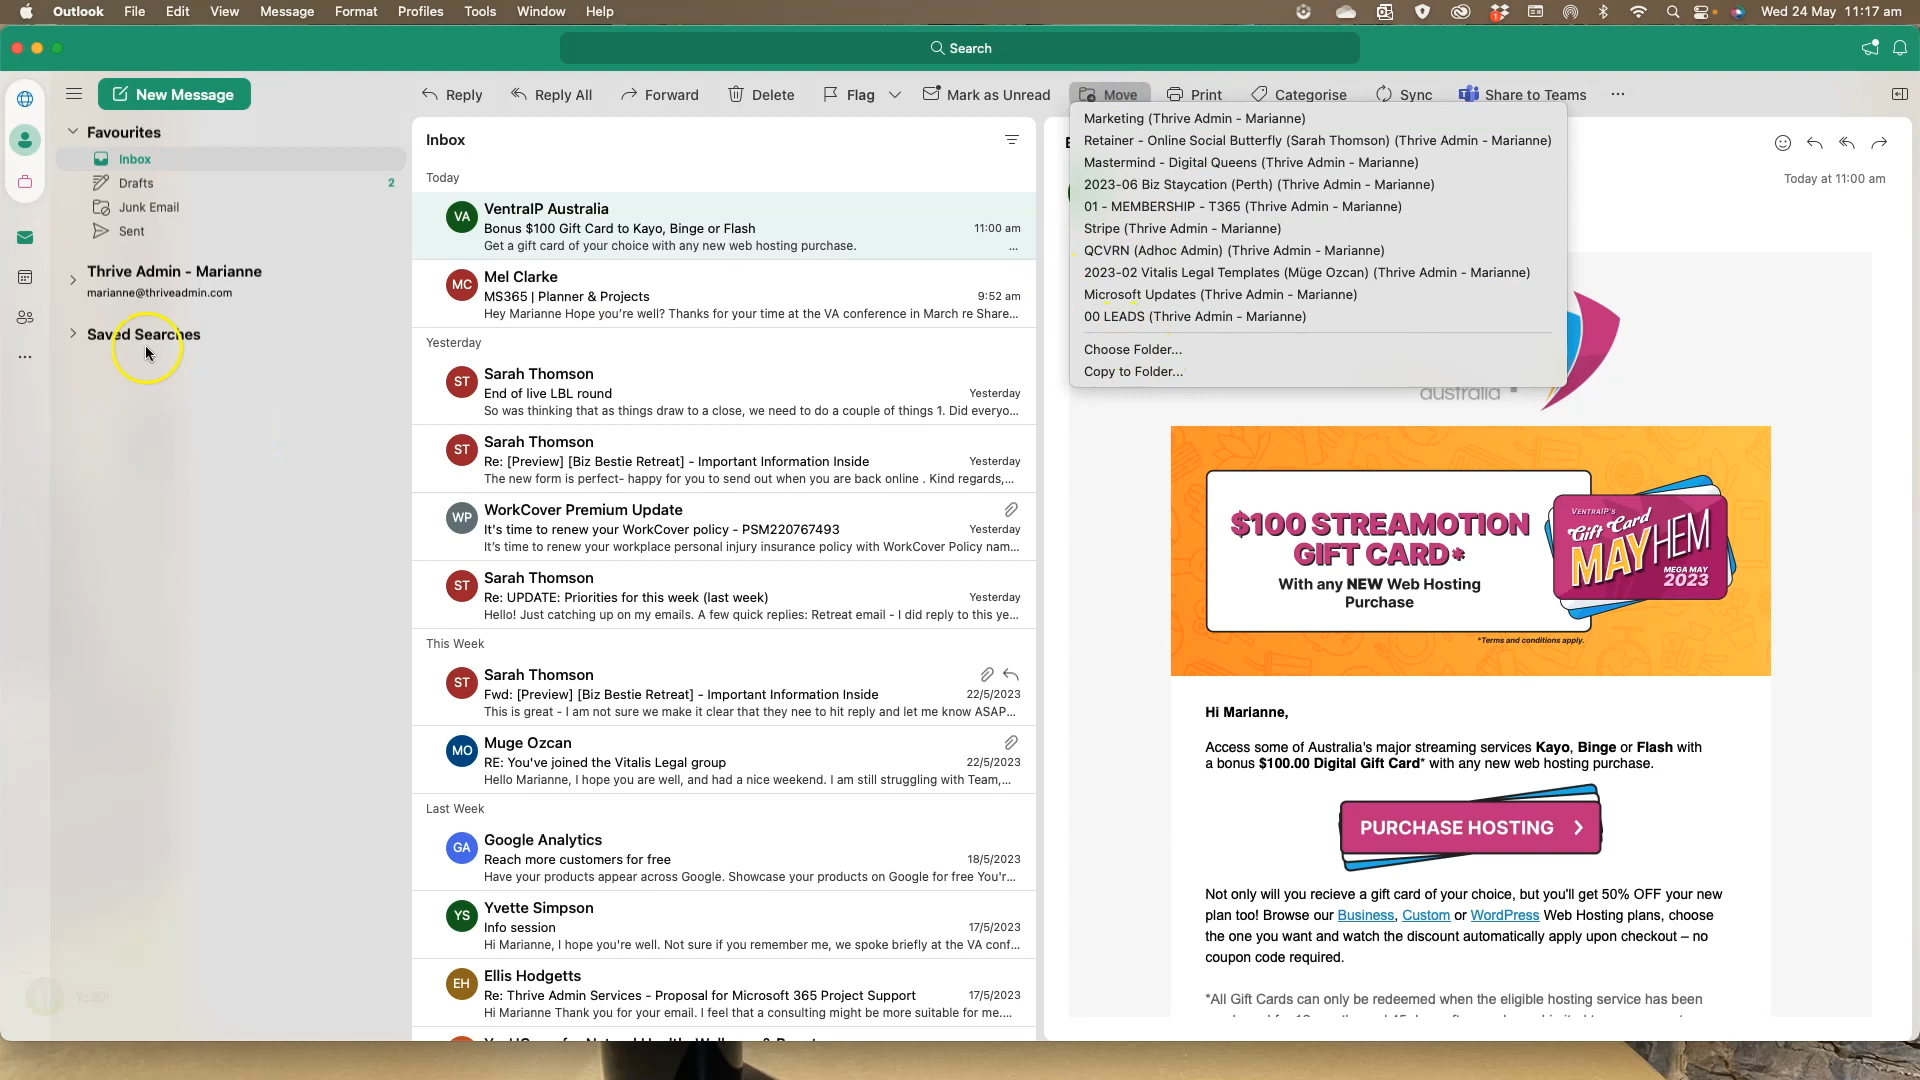 Outlook File Edit View Message Format Profiles Tools Window Help
Wed 24 May 11:17 am
Search
New Message
Reply
Reply All
Forward
Delete
Flag
Mark as Unread
Move
Print
Categorise
Sync
Share to Teams
Favourites
Inbox
Drafts 2
Junk Email
Sent
Thrive Admin - Marianne
marianne@thriveadmin.com
Saved Searches
Inbox
Today
VA
VentraIP Australia
Bonus $100 Gift Card to Kayo, Binge or Flash 11:00 am
Get a gift card of your choice with any new web hosting purchase. ...
MC
Mel Clarke
MS365 | Planner & Projects 9:52 am
Hey Marianne Hope you're well? Thanks for your time at the VA conference in March re Share...
Yesterday
ST
Sarah Thomson
End of live LBL round Yesterday
So was thinking that as things draw to a close, we need to do a couple of things 1. Did everyo...
ST
Sarah Thomson
Re: [Preview] [Biz Bestie Retreat] - Important Information Inside Yesterday
The new form is perfect- happy for you to send out when you are back online . Kind regards,...
WP
WorkCover Premium Update
It's time to renew your WorkCover policy - PSM220767493 Yesterday
It's time to renew your workplace personal injury insurance policy with WorkCover Policy nam...
ST
Sarah Thomson
Re: UPDATE: Priorities for this week (last week) Yesterday
Hello! Just catching up on my emails. A few quick replies: Retreat email - I did reply to this ye...
This Week
ST
Sarah Thomson
Fwd: [Preview] [Biz Bestie Retreat] - Important Information Inside 22/5/2023
This is great - I am not sure we make it clear that they nee to hit reply and let me know ASAP...
MO
Muge Ozcan
RE: You've joined the Vitalis Legal group 22/5/2023
Hello Marianne, I hope you are well, and had a nice weekend. I am still struggling with Team,...
Last Week
GA
Google Analytics
Reach more customers for free 18/5/2023
Have your products appear across Google. Showcase your products on Google for free You'r...
YS
Yvette Simpson
Info session 17/5/2023
Hi Marianne, I hope you're well. Not sure if you remember me, we spoke briefly at the VA conf...
EH
Ellis Hodgetts
Re: Thrive Admin Services - Proposal for Microsoft 365 Project Support 17/5/2023
Hi Marianne Thank you for your email. I feel that a consulting might be more suitable for me....
Marketing (Thrive Admin - Marianne)
Retainer - Online Social Butterfly (Sarah Thomson) (Thrive Admin - Marianne)
Mastermind - Digital Queens (Thrive Admin - Marianne)
2023-06 Biz Staycation (Perth) (Thrive Admin - Marianne)
01 - MEMBERSHIP - T365 (Thrive Admin - Marianne)
Stripe (Thrive Admin - Marianne)
QCVRN (Adhoc Admin) (Thrive Admin - Marianne)
2023-02 Vitalis Legal Templates (Müge Ozcan) (Thrive Admin - Marianne)
Microsoft Updates (Thrive Admin - Marianne)
00 LEADS (Thrive Admin - Marianne)
Choose Folder...
Copy to Folder...
Today at 11:00 am
australia
$100 STREAMOTION
GIFT CARD*
With any NEW Web Hosting
Purchase
*Terms and conditions apply.
VENTRAIP'S
Gift Card
MAYHEM
MEGA MAY
2023
Hi Marianne,
Access some of Australia's major streaming services Kayo, Binge or Flash with
a bonus $100.00 Digital Gift Card* with any new web hosting purchase.
PURCHASE HOSTING
Not only will you recieve a gift card of your choice, but you'll get 50% OFF your new
plan too! Browse our Business, Custom or WordPress Web Hosting plans, choose
the one you want and watch the discount automatically apply upon checkout – no
coupon code required.
*All Gift Cards can only be redeemed when the eligible hosting service has been